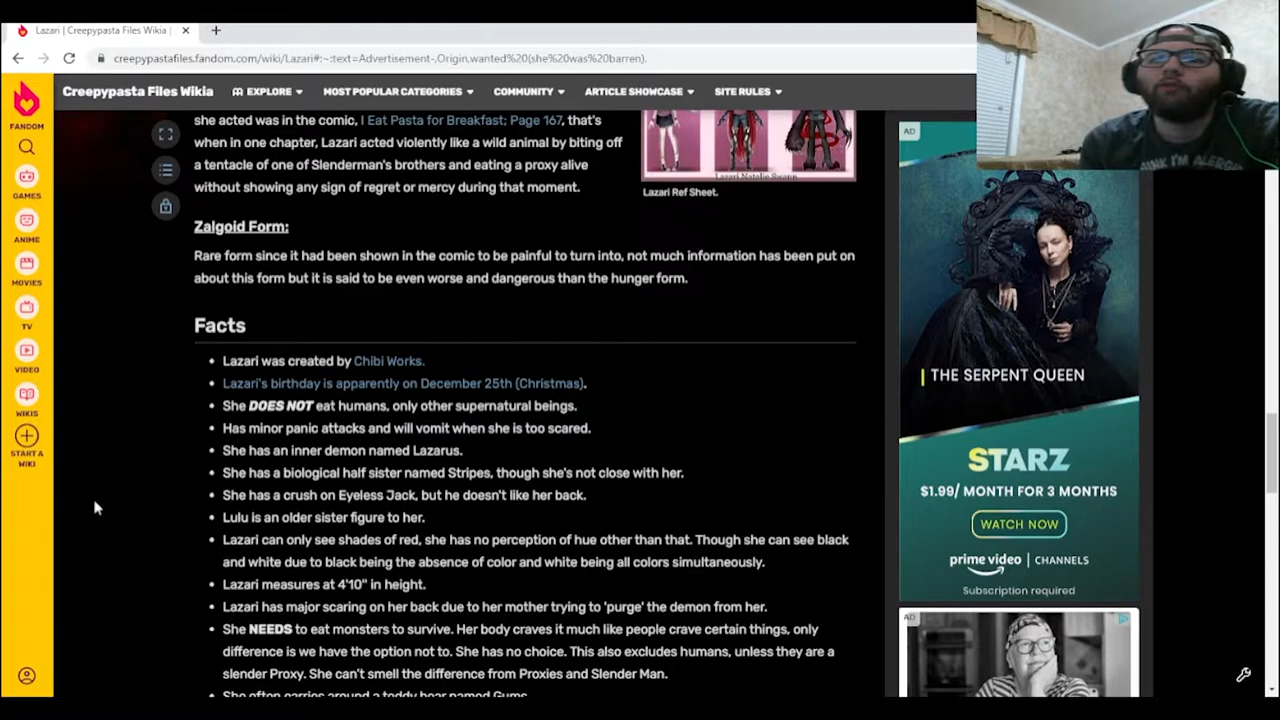 Lazari | Creepypasta Files Wikia |
creepypastafiles.fandom.com/wiki/Lazari#:~:text=Advertisement-,Origin,wanted%20(she%20was%20barren).
Creepypasta Files Wikia EXPLORE MOST POPULAR CATEGORIES COMMUNITY ARTICLE SHOWCASE SITE RULES
FANDOM
GAMES
ANIME
MOVIES
TV
VIDEO
WIKIS
START A
WIKI
she acted was in the comic, I Eat Pasta for Breakfast; Page 167, that's
when in one chapter, Lazari acted violently like a wild animal by biting off
a tentacle of one of Slenderman's brothers and eating a proxy alive
without showing any sign of regret or mercy during that moment.
Lazari Natalie Swann
Lazari Ref Sheet.
Zalgoid Form:
Rare form since it had been shown in the comic to be painful to turn into, not much information has been put on
about this form but it is said to be even worse and dangerous than the hunger form.
Facts
• Lazari was created by Chibi Works.
• Lazari's birthday is apparently on December 25th (Christmas).
• She DOES NOT eat humans, only other supernatural beings.
• Has minor panic attacks and will vomit when she is too scared.
• She has an inner demon named Lazarus.
• She has a biological half sister named Stripes, though she's not close with her.
• She has a crush on Eyeless Jack, but he doesn't like her back.
• Lulu is an older sister figure to her.
• Lazari can only see shades of red, she has no perception of hue other than that. Though she can see black
and white due to black being the absence of color and white being all colors simultaneously.
• Lazari measures at 4'10" in height.
• Lazari has major scaring on her back due to her mother trying to 'purge' the demon from her.
• She NEEDS to eat monsters to survive. Her body craves it much like people crave certain things, only
difference is we have the option not to. She has no choice. This also excludes humans, unless they are a
slender Proxy. She can't smell the difference from Proxies and Slender Man.
• She often carries around a teddy bear named Gums.
AD
THE SERPENT QUEEN
STARZ
$1.99/ MONTH FOR 3 MONTHS
WATCH NOW
prime video | CHANNELS
Subscription required
AD
THINK I'M ALERGIC